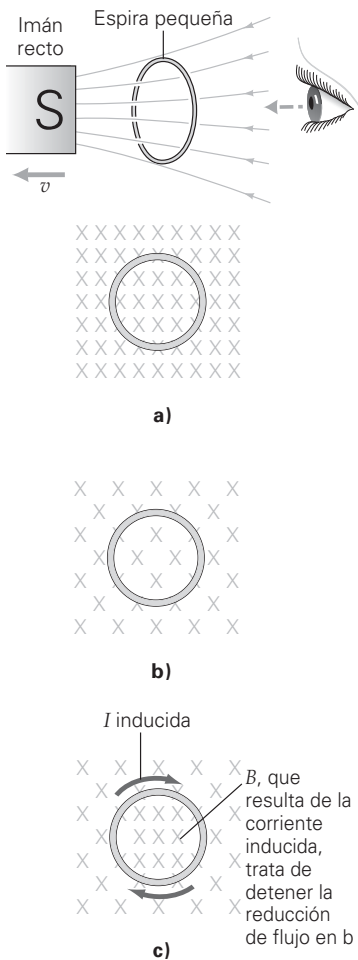 Imán
recto
Espira pequeña
S
v
X X X X X X X X X
X X X X X X X X X
X X X X X X X X X
X X X X X X X X X
X X X X X X X X X
X X X X X X X X X
X X X X X X X X X
a)
X X X X X
X X X X
X X X X X
X X X X
X X X X X
X X X X
X X X X X
b)
I inducida
B, que
resulta de la
corriente
inducida,
trata de
detener la
reducción
de flujo en b
c)